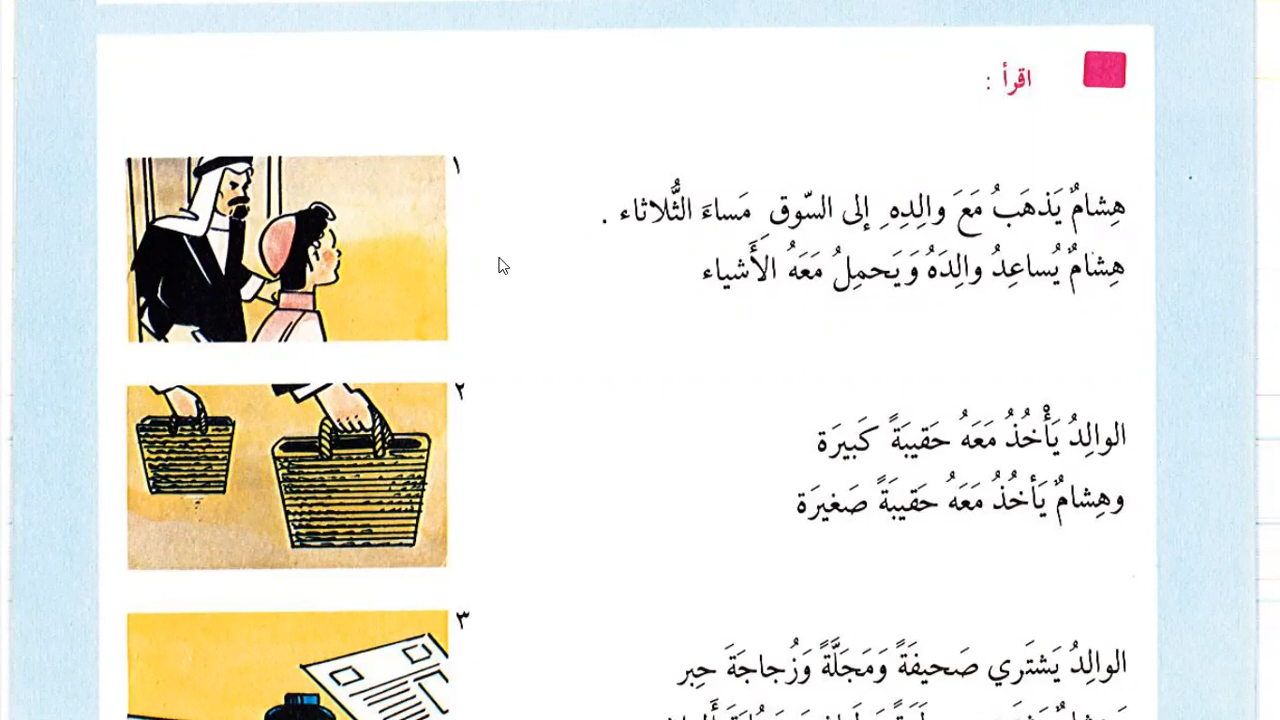 اقرأ :
١
هِشامٌ يَذهَبُ مَعَ والِدِهِ إلى السّوقِ مَساءَ الثُّلاثاء .
هِشامٌ يُساعِدُ والِدَهُ وَيَحمِلُ مَعَهُ الأَشياء
٢
الوالِدُ يَأْخُذُ مَعَهُ حَقيبَةً كَبيرَة
وهِشامٌ يَأخُذُ مَعَهُ حَقيبَةً صَغيرَة
٣
الوالِدُ يَشتَري صَحيفَةً وَمَجَلَّةً وَزُجاجَةَ حِبر